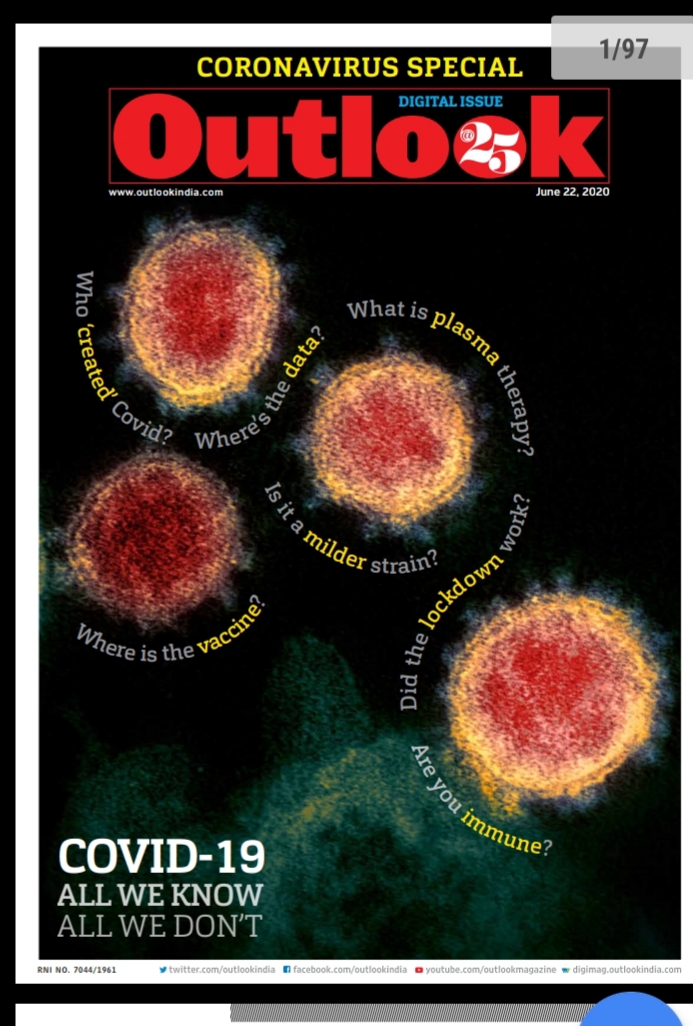 1/97
CORONAVIRUS SPECIAL
DIGITAL ISSUE
Outlook
@25
www.outlookindia.com
June 22, 2020
Who 'created' Covid?
Where's the data?
What is plasma therapy?
Is it a milder strain?
Where is the vaccine?
Did the lockdown work?
Are you immune?
COVID-19
ALL WE KNOW
ALL WE DON'T
RNI NO. 7044/1961
twitter.com/outlookindia facebook.com/outlookindia youtube.com/outlookmagazine digimag.outlookindia.com